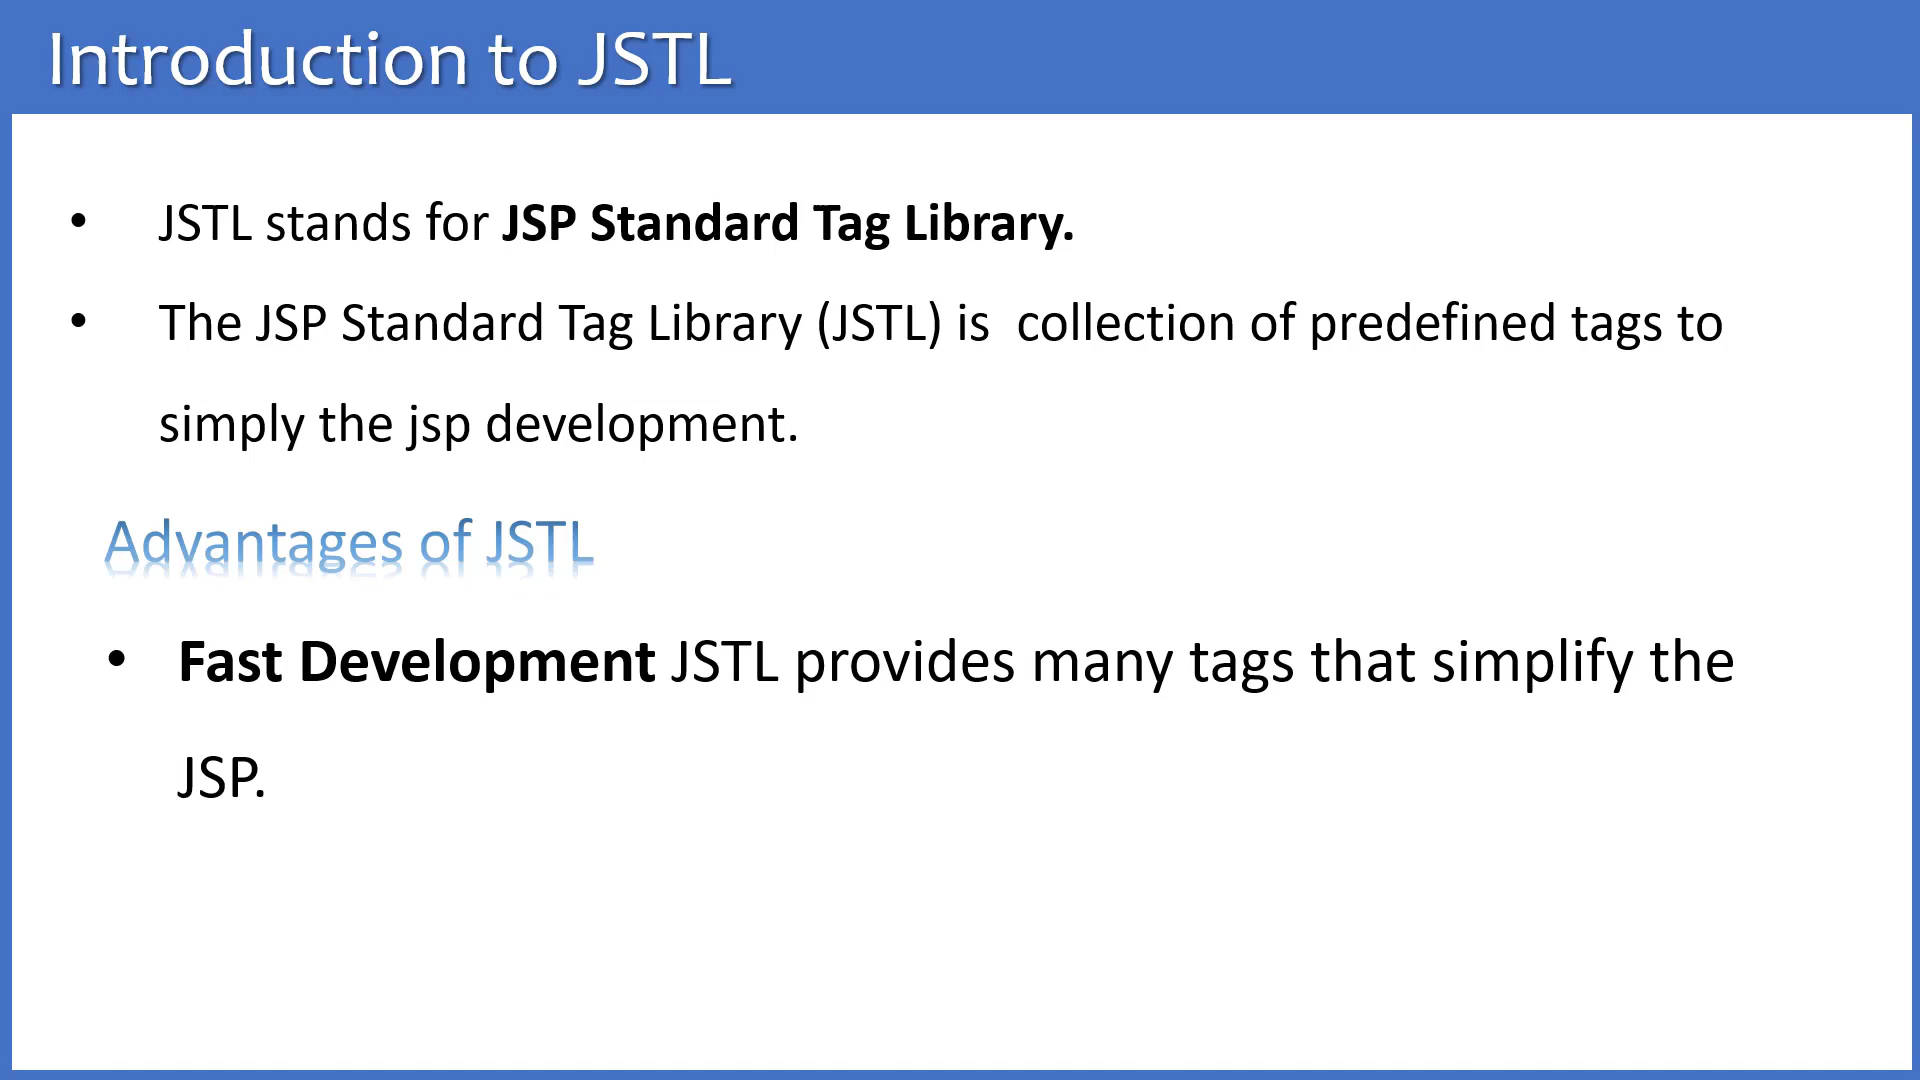 Introduction to JSTL
• JSTL stands for JSP Standard Tag Library.
• The JSP Standard Tag Library (JSTL) is  collection of predefined tags to
simply the jsp development.
Advantages of JSTL
• Fast Development JSTL provides many tags that simplify the
JSP.